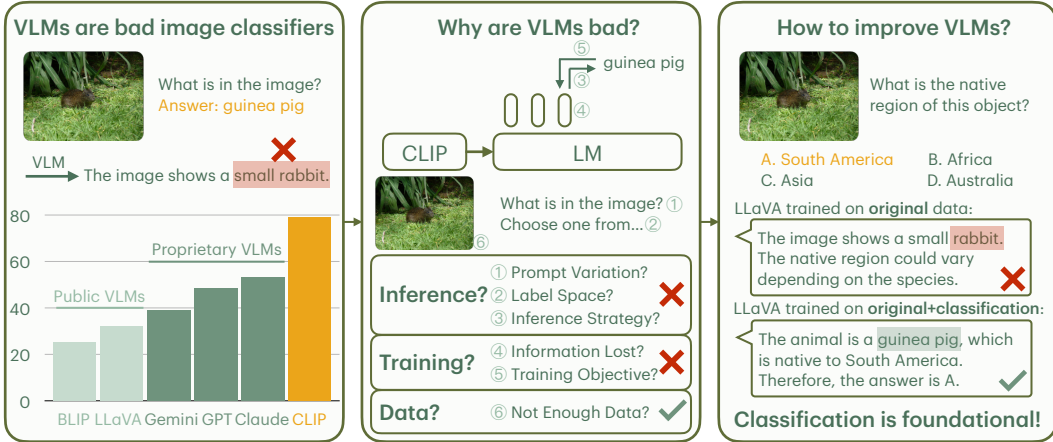 VLMs are bad image classifiers
What is in the image?
Answer: guinea pig
VLM
The image shows a small rabbit.
80
60
40
20
0
Proprietary VLMs
Public VLMs
BLIP LLaVA Gemini GPT Claude CLIP
Why are VLMs bad?
⑤
guinea pig
③
④
CLIP
LM
What is in the image? ①
Choose one from... ②
⑥
Inference?
① Prompt Variation?
② Label Space?
③ Inference Strategy?
Training?
④ Information Lost?
⑤ Training Objective?
Data?
⑥ Not Enough Data?
How to improve VLMs?
What is the native
region of this object?
A. South America B. Africa
C. Asia D. Australia
LLaVA trained on original data:
The image shows a small rabbit.
The native region could vary
depending on the species.
LLaVA trained on original+classification:
The animal is a guinea pig, which
is native to South America.
Therefore, the answer is A.
Classification is foundational!